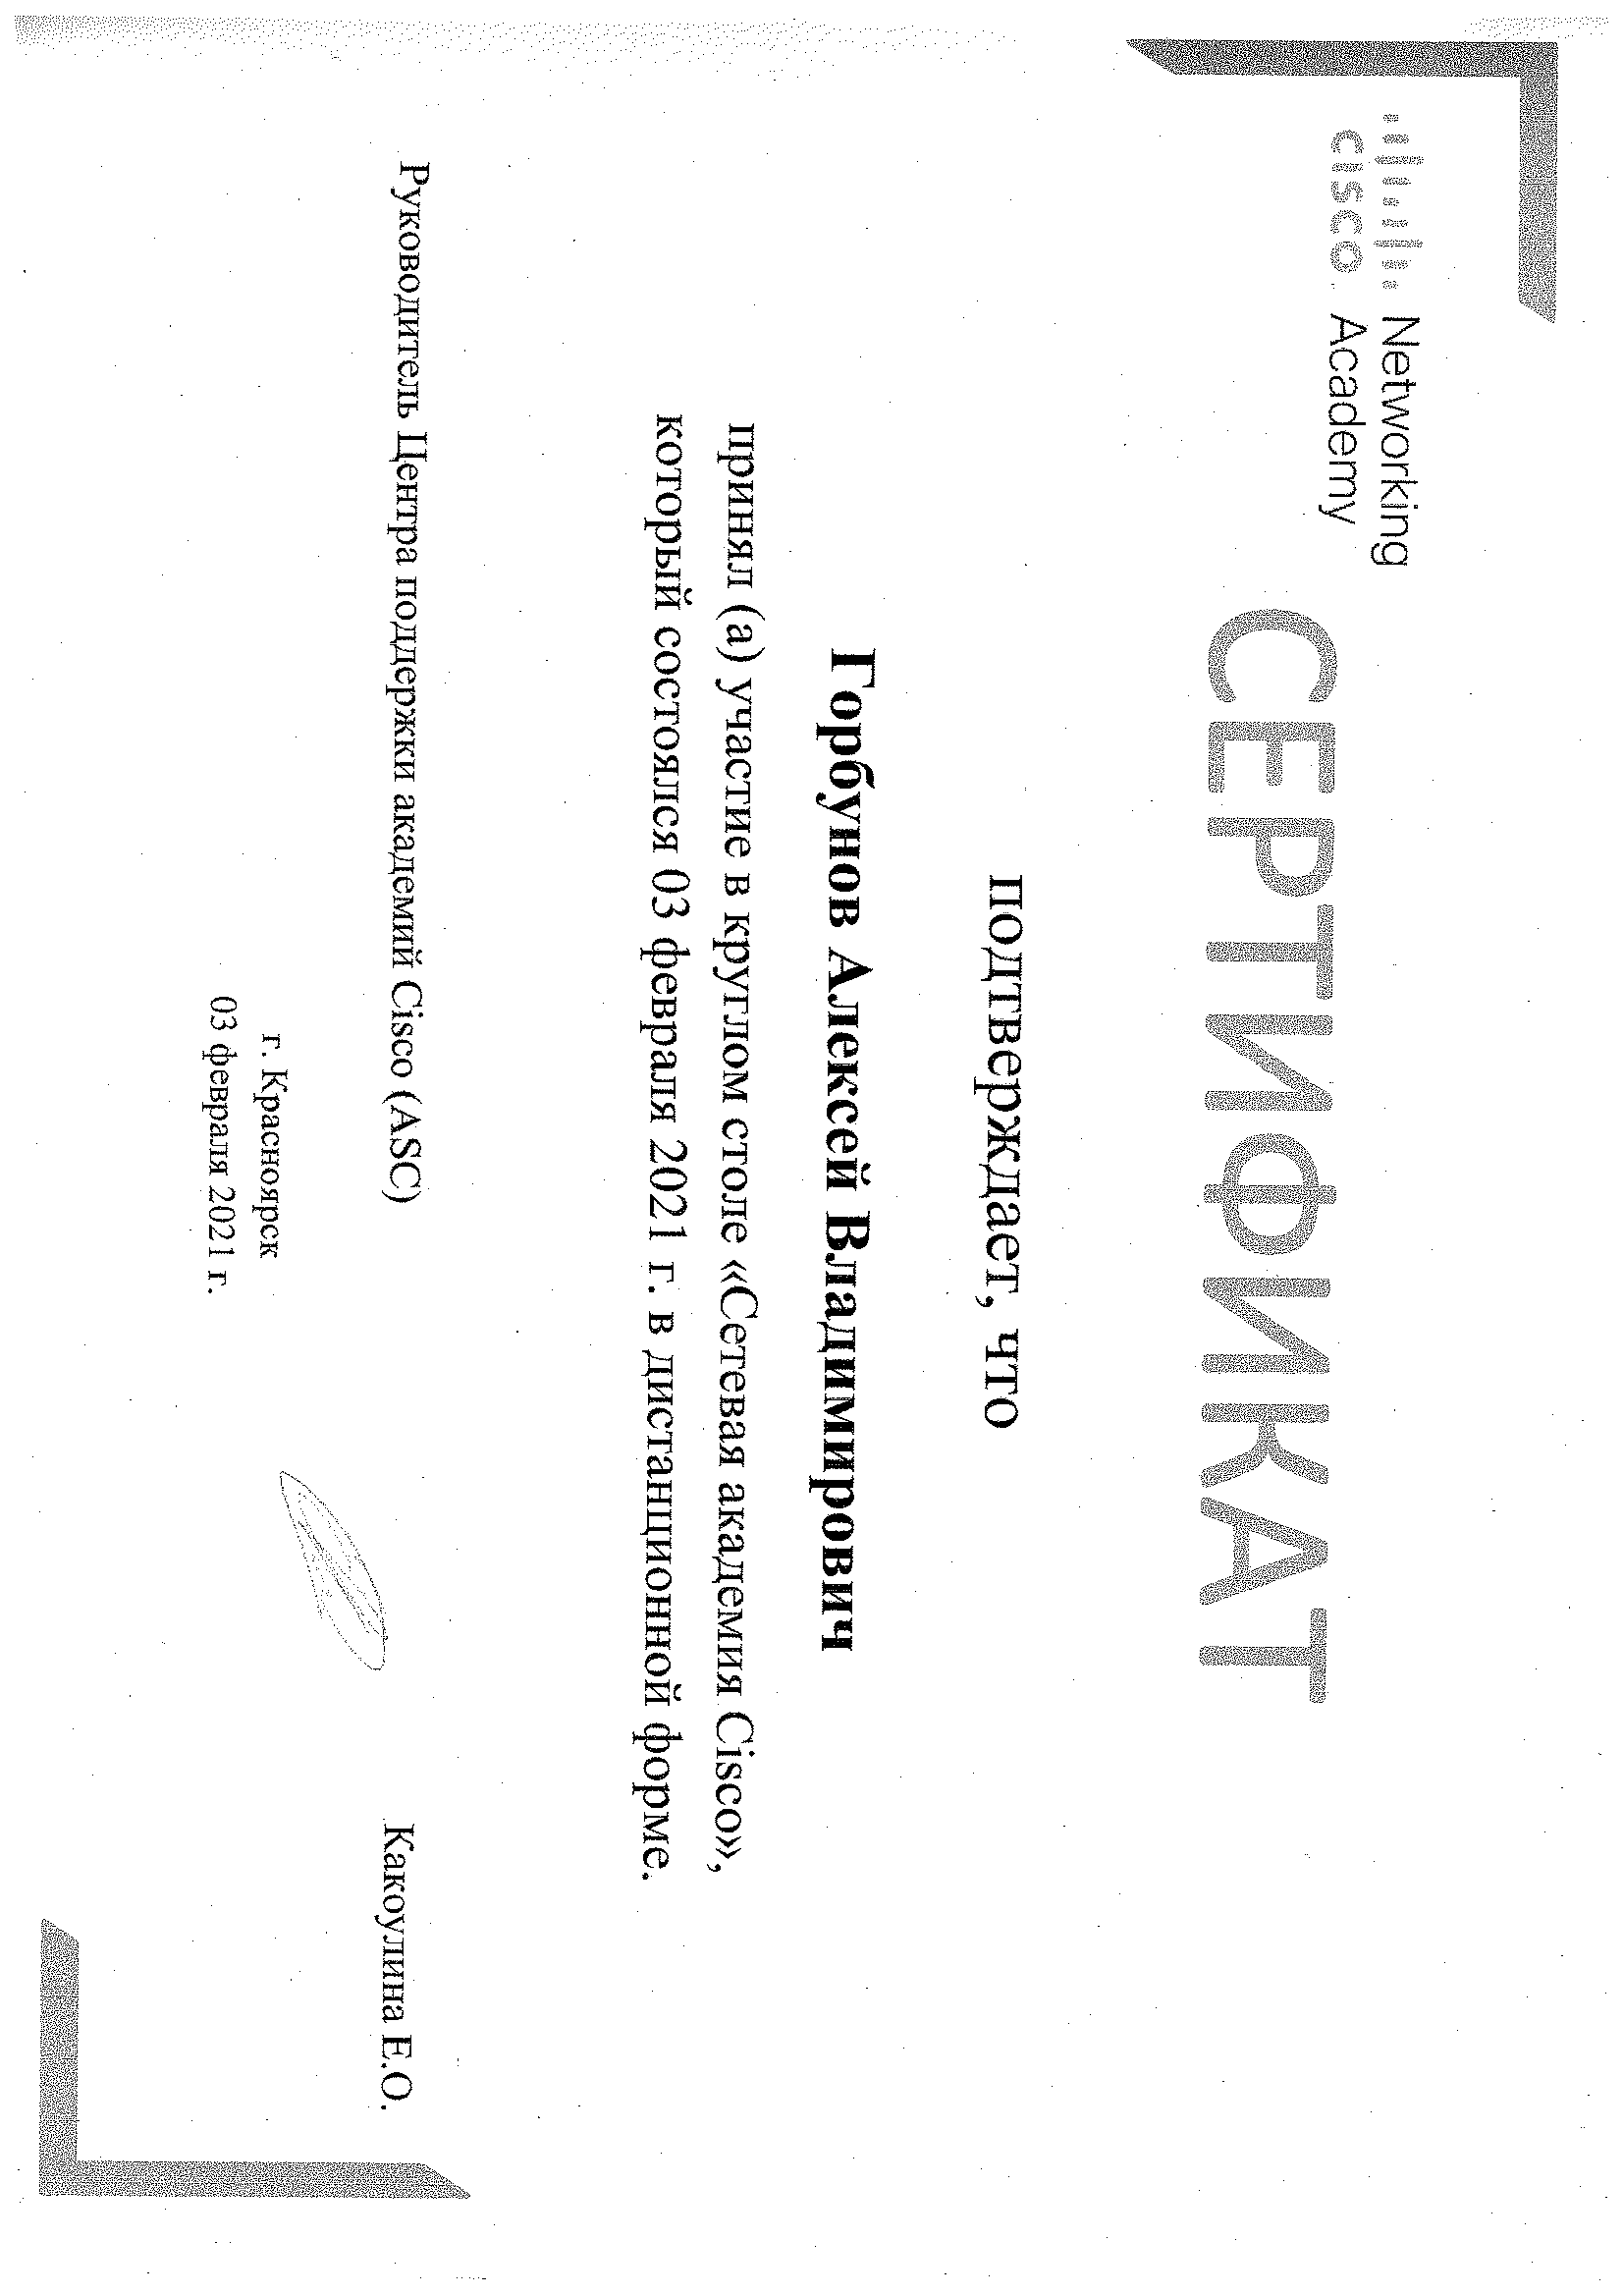 cisco
Networking
Academy
СЕРТИФИКАТ
подтверждает, что
Горбунов Алексей Владимирович
принял (а) участие в круглом столе «Сетевая академия Cisco»,
который состоялся 03 февраля 2021 г. в дистанционной форме.
Руководитель Центра поддержки академий Cisco (ASC)
Какоулина Е.О.
г. Красноярск
03 февраля 2021 г.